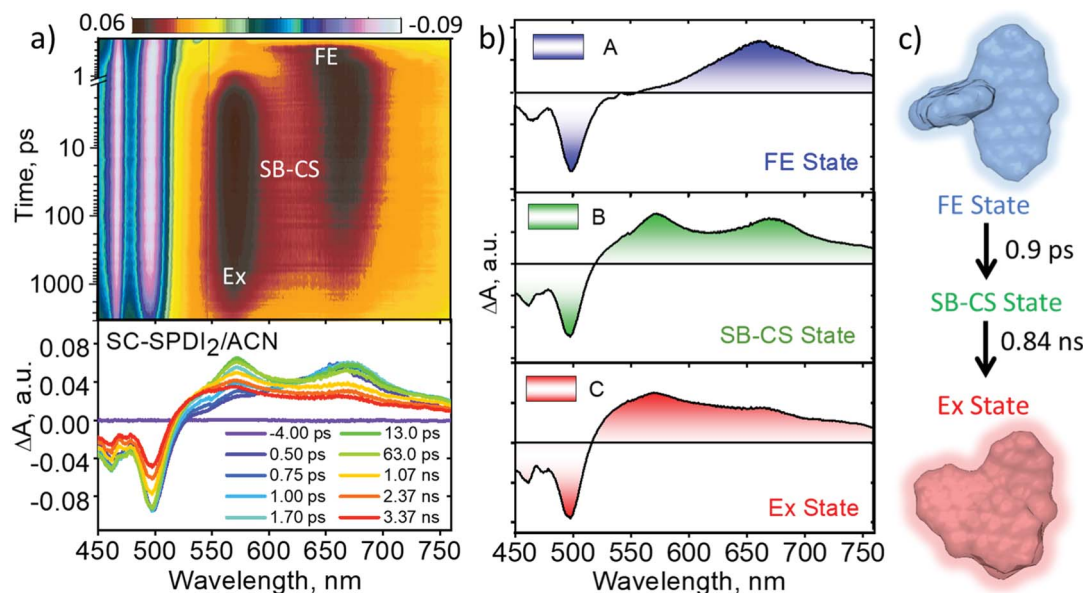 a)
0.06
-0.09
FE
SB-CS
Ex
Time, ps
1
10
100
1000
SC-SPDI₂/ACN
ΔA, a.u.
0.08
0.04
0.00
-0.04
-0.08
-4.00 ps
0.50 ps
0.75 ps
1.00 ps
1.70 ps
13.0 ps
63.0 ps
1.07 ns
2.37 ns
3.37 ns
450 500 550 600 650 700 750
Wavelength, nm
b)
A
FE State
B
SB-CS State
C
Ex State
ΔA, a.u.
ΔA, a.u.
ΔA, a.u.
450 500 550 600 650 700 750
Wavelength, nm
c)
FE State
0.9 ps
SB-CS State
0.84 ns
Ex State